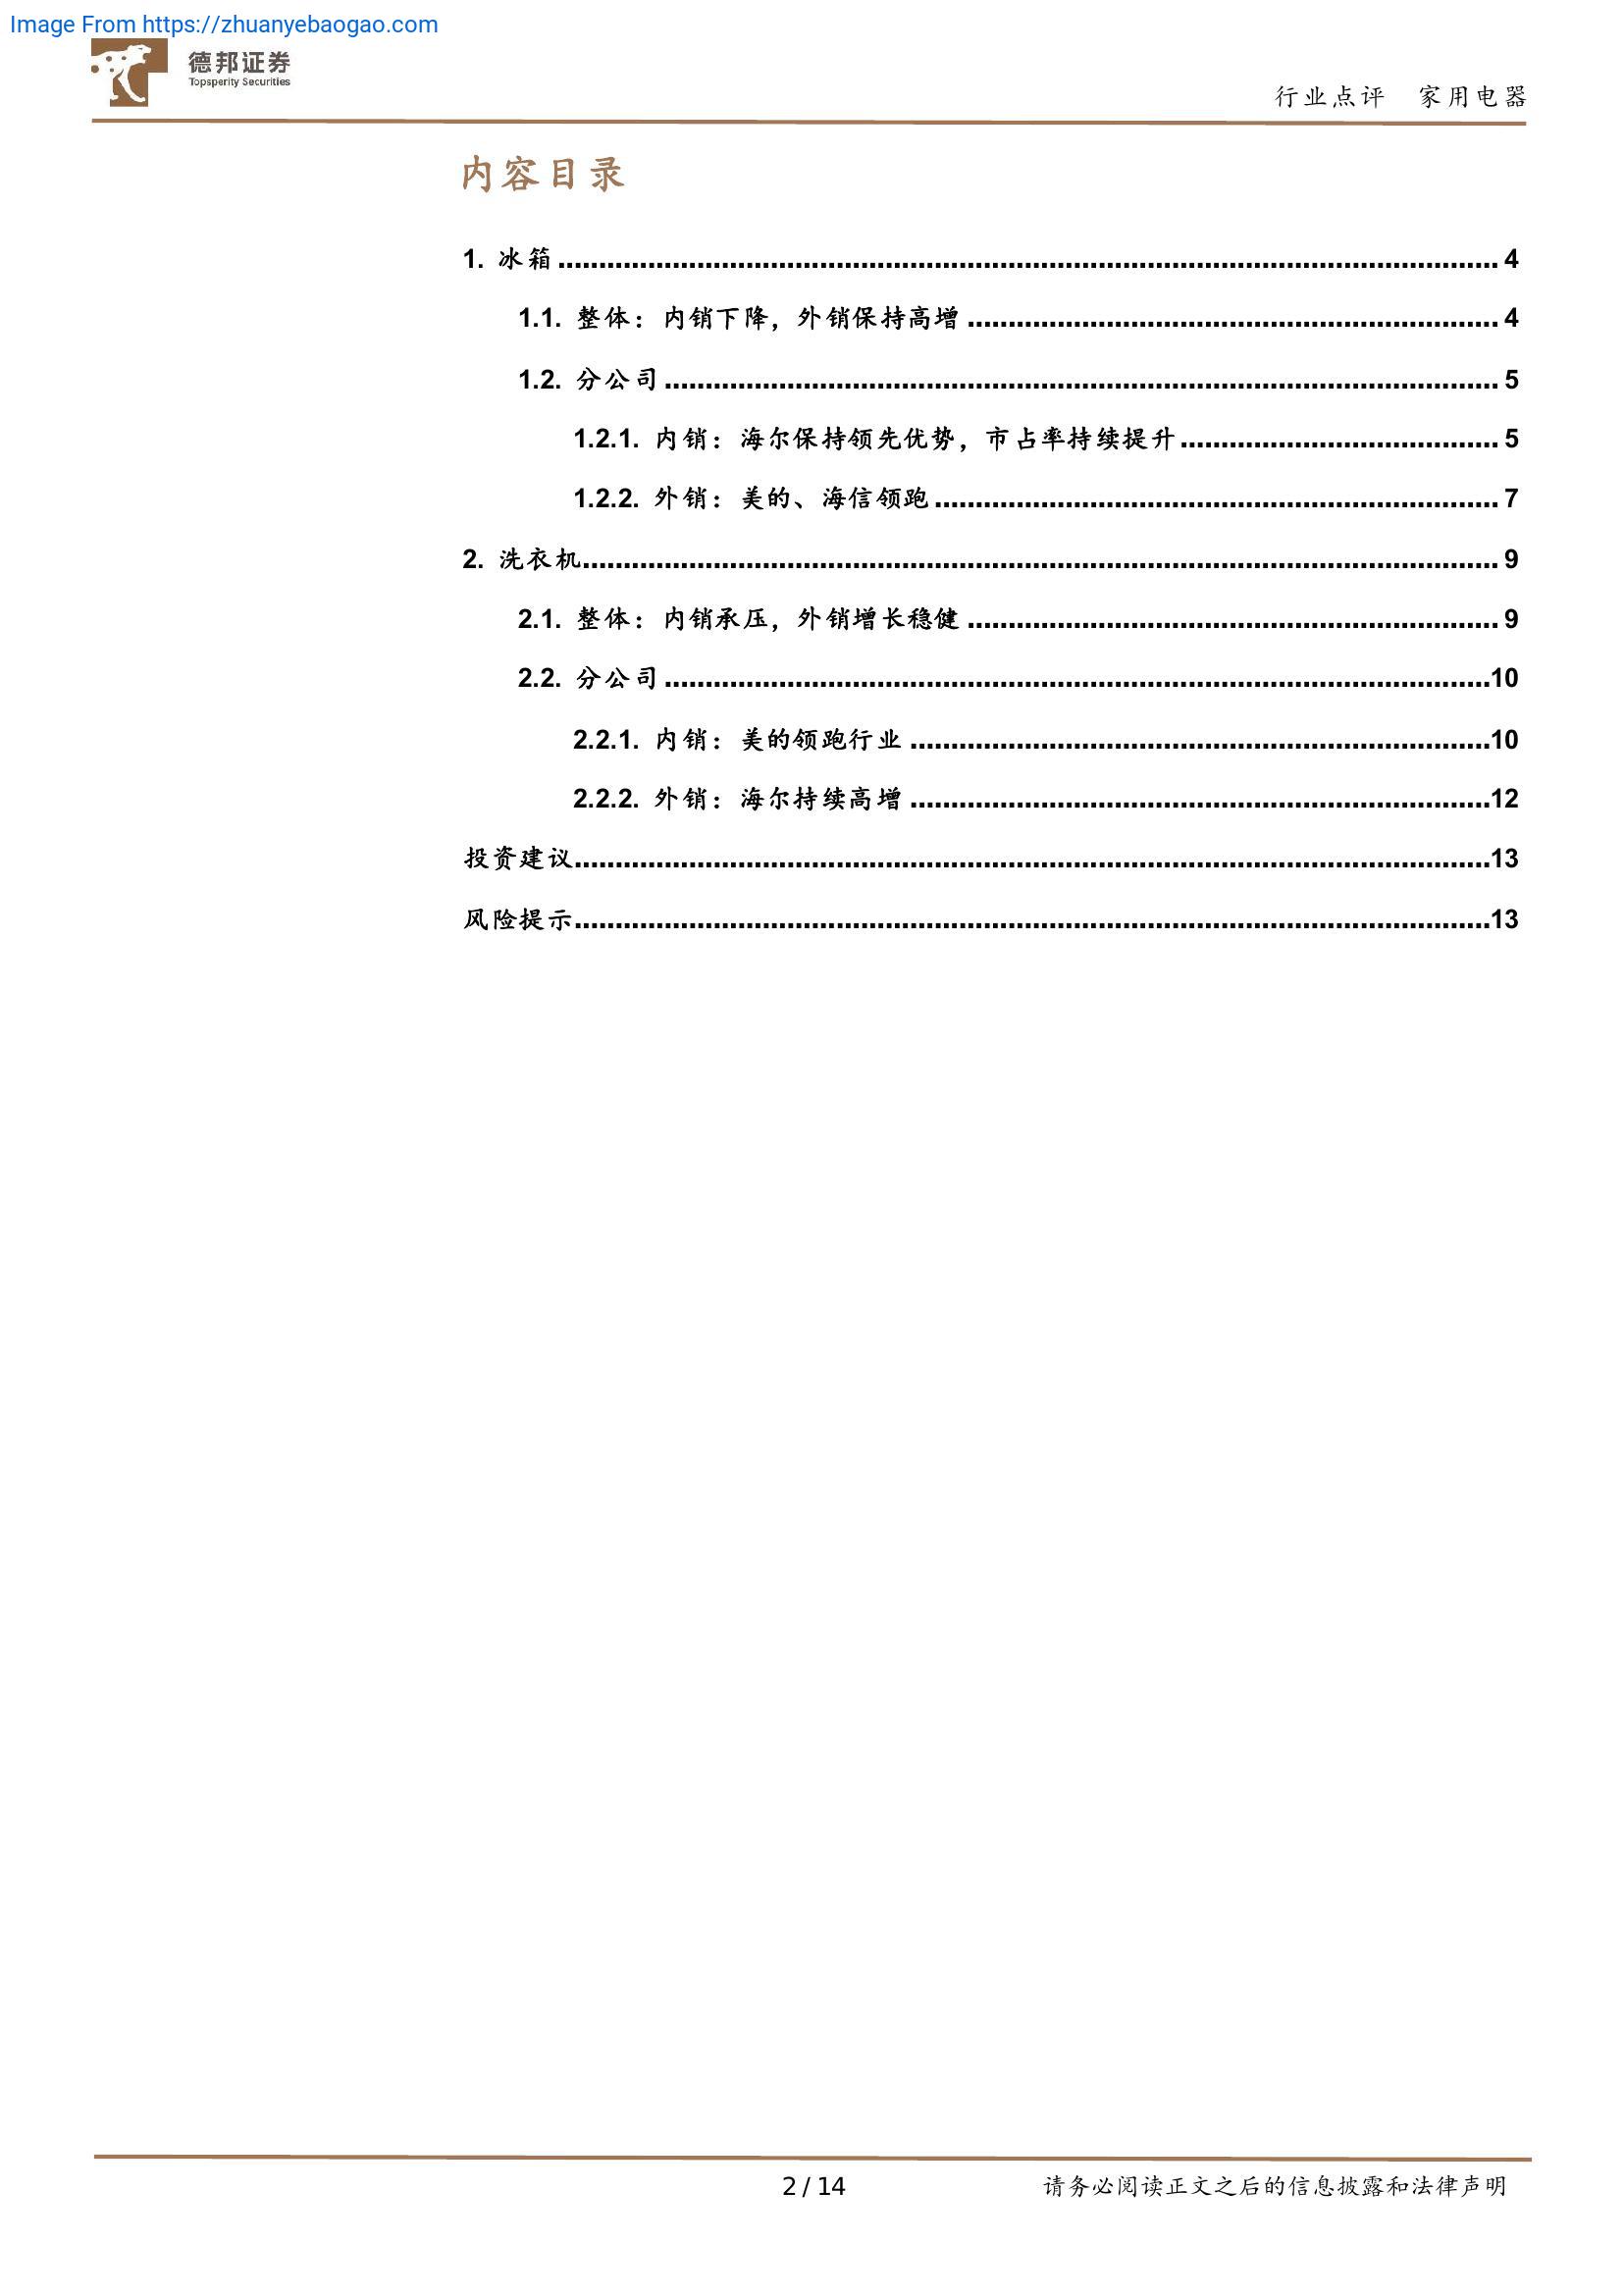 Image From https://zhuanyebaogao.com
德邦证券
Topsperity Securities
行业点评 家用电器
内容目录
1. 冰箱 ........................................ 4
1.1. 整体：内销下降，外销保持高增 ........................................ 4
1.2. 分公司 ........................................ 5
1.2.1. 内销：海尔保持领先优势，市占率持续提升 ........................................ 5
1.2.2. 外销：美的、海信领跑 ........................................ 7
2. 洗衣机 ........................................ 9
2.1. 整体：内销承压，外销增长稳健 ........................................ 9
2.2. 分公司 ........................................ 10
2.2.1. 内销：美的领跑行业 ........................................ 10
2.2.2. 外销：海尔持续高增 ........................................ 12
投资建议 ........................................ 13
风险提示 ........................................ 13
2 / 14
请务必阅读正文之后的信息披露和法律声明